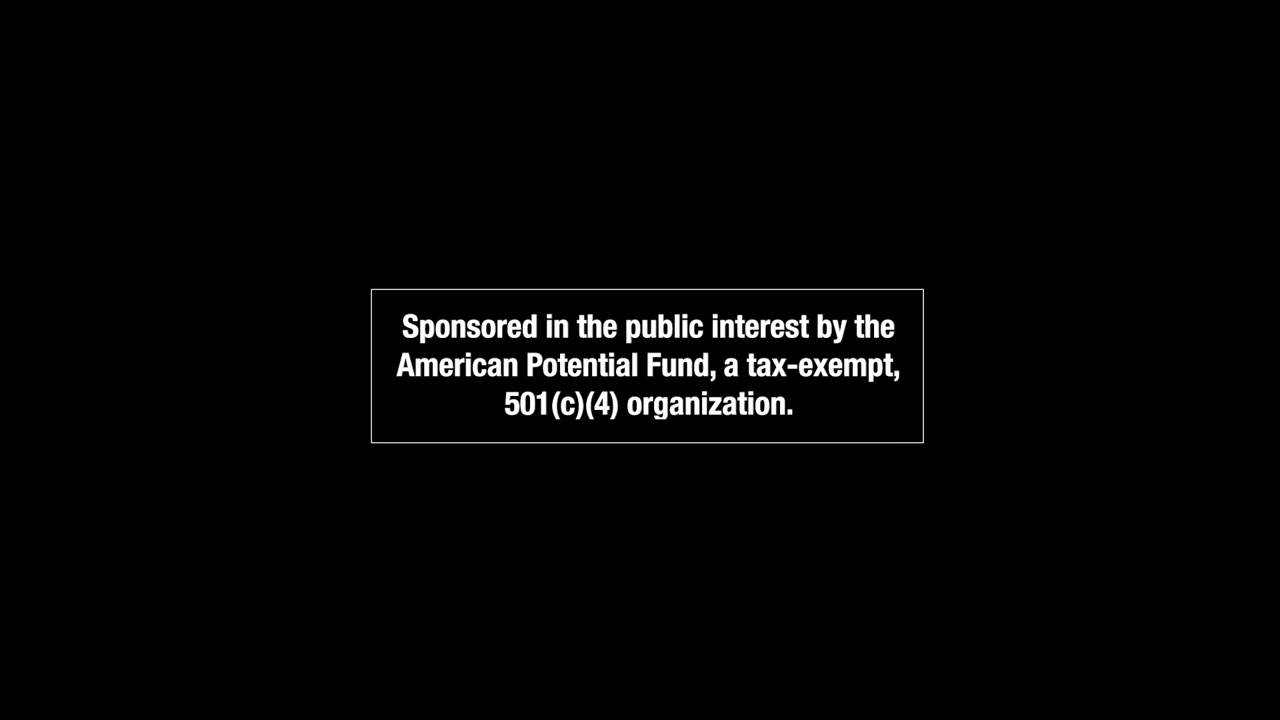 Sponsored in the public interest by the
American Potential Fund, a tax-exempt,
501(c)(4) organization.